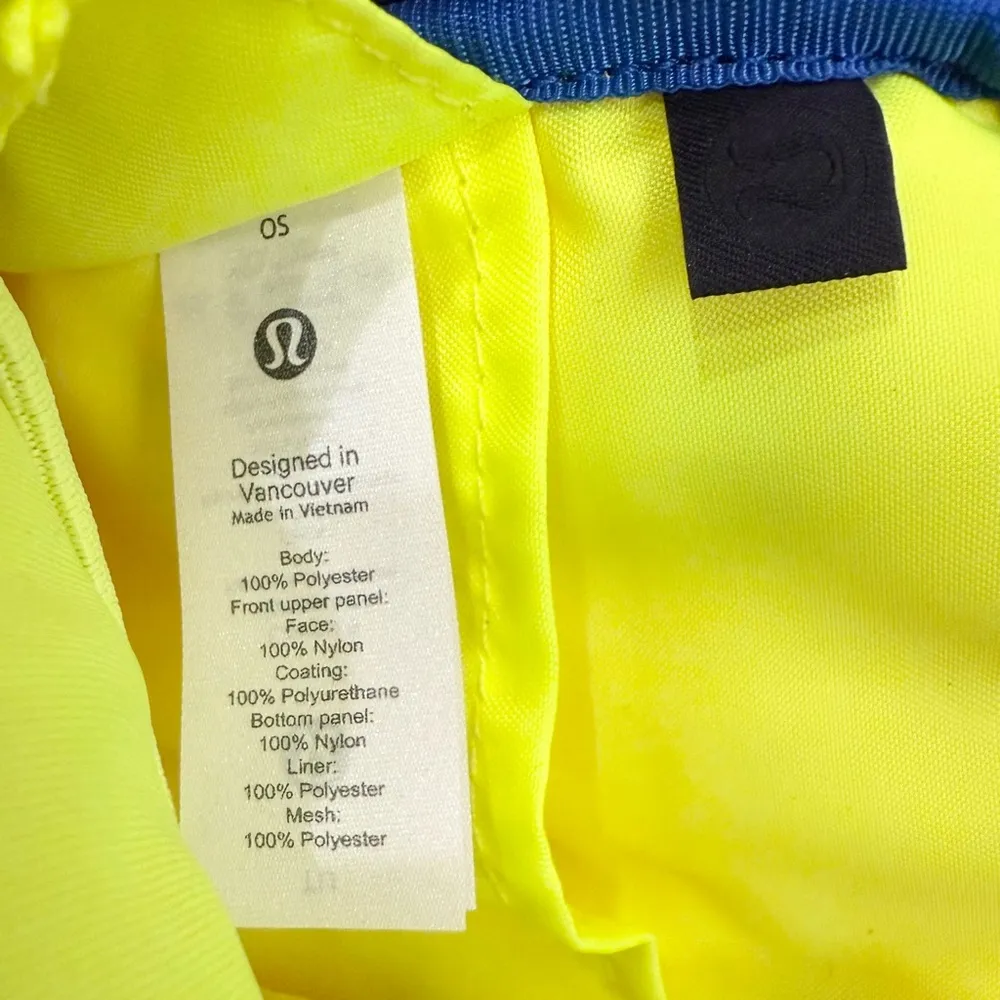 OS
Designed in
Vancouver
Made in Vietnam
Body:
100% Polyester
Front upper panel:
Face:
100% Nylon
Coating:
100% Polyurethane
Bottom panel:
100% Nylon
Liner:
100% Polyester
Mesh:
100% Polyester